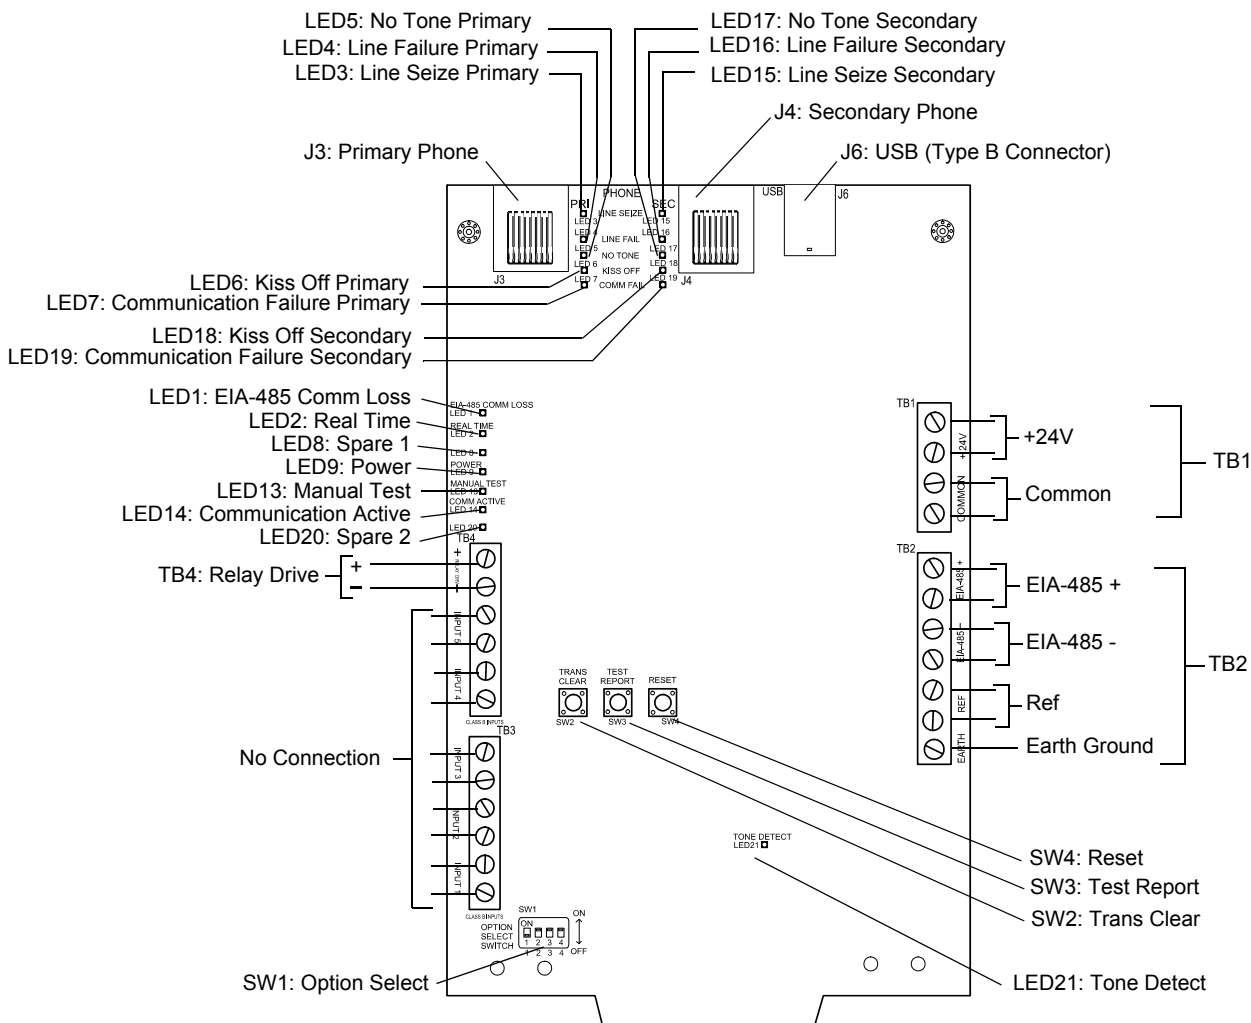 LED5: No Tone Primary
LED4: Line Failure Primary
LED3: Line Seize Primary
LED17: No Tone Secondary
LED16: Line Failure Secondary
LED15: Line Seize Secondary
J4: Secondary Phone
J3: Primary Phone
J6: USB (Type B Connector)
PHONE
PRI
SEC
USB
J6
LINE SEIZE
LED 3
LED 15
LED 4
LED 16
LINE FAIL
LED 5
LED 17
NO TONE
LED 6
LED 18
KISS OFF
LED 7
LED 19
COMM FAIL
J3
J4
LED6: Kiss Off Primary
LED7: Communication Failure Primary
LED18: Kiss Off Secondary
LED19: Communication Failure Secondary
LED1: EIA-485 Comm Loss
LED2: Real Time
LED8: Spare 1
LED9: Power
LED13: Manual Test
LED14: Communication Active
LED20: Spare 2
EIA-485 COMM LOSS
LED 1
REAL TIME
LED 2
LED 8
POWER
LED 9
MANUAL TEST
LED 13
COMM ACTIVE
LED 14
LED 20
TB4
+ RELAY DRIV -
TB4: Relay Drive
+
−
INPUT 5
INPUT 4
CLASS B INPUTS
TB3
INPUT 3
INPUT 2
INPUT 1
CLASS B INPUTS
No Connection
TB1
+24V
COMMON
+24V
Common
TB1
TB2
EIA-485 +
EIA-485 –
REF
EARTH
EIA-485 +
EIA-485 -
Ref
Earth Ground
TB2
TRANS
CLEAR
TEST
REPORT
RESET
SW2
SW3
SW4
TONE DETECT
LED21
SW4: Reset
SW3: Test Report
SW2: Trans Clear
LED21: Tone Detect
SW1
OPTION
SELECT
SWITCH
ON
1 2 3 4
1 2 3 4
ON
OFF
SW1: Option Select